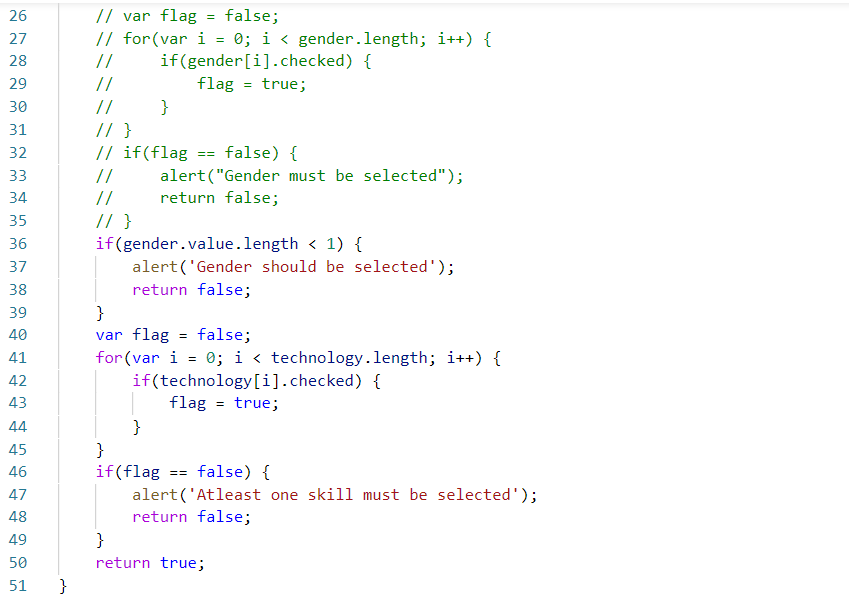 26 // var flag = false;
27 // for(var i = 0; i < gender.length; i++) {
28 //     if(gender[i].checked) {
29 //         flag = true;
30 //     }
31 // }
32 // if(flag == false) {
33 //     alert("Gender must be selected");
34 //     return false;
35 // }
36 if(gender.value.length < 1) {
37     alert('Gender should be selected');
38     return false;
39 }
40 var flag = false;
41 for(var i = 0; i < technology.length; i++) {
42     if(technology[i].checked) {
43         flag = true;
44     }
45 }
46 if(flag == false) {
47     alert('Atleast one skill must be selected');
48     return false;
49 }
50 return true;
51 }